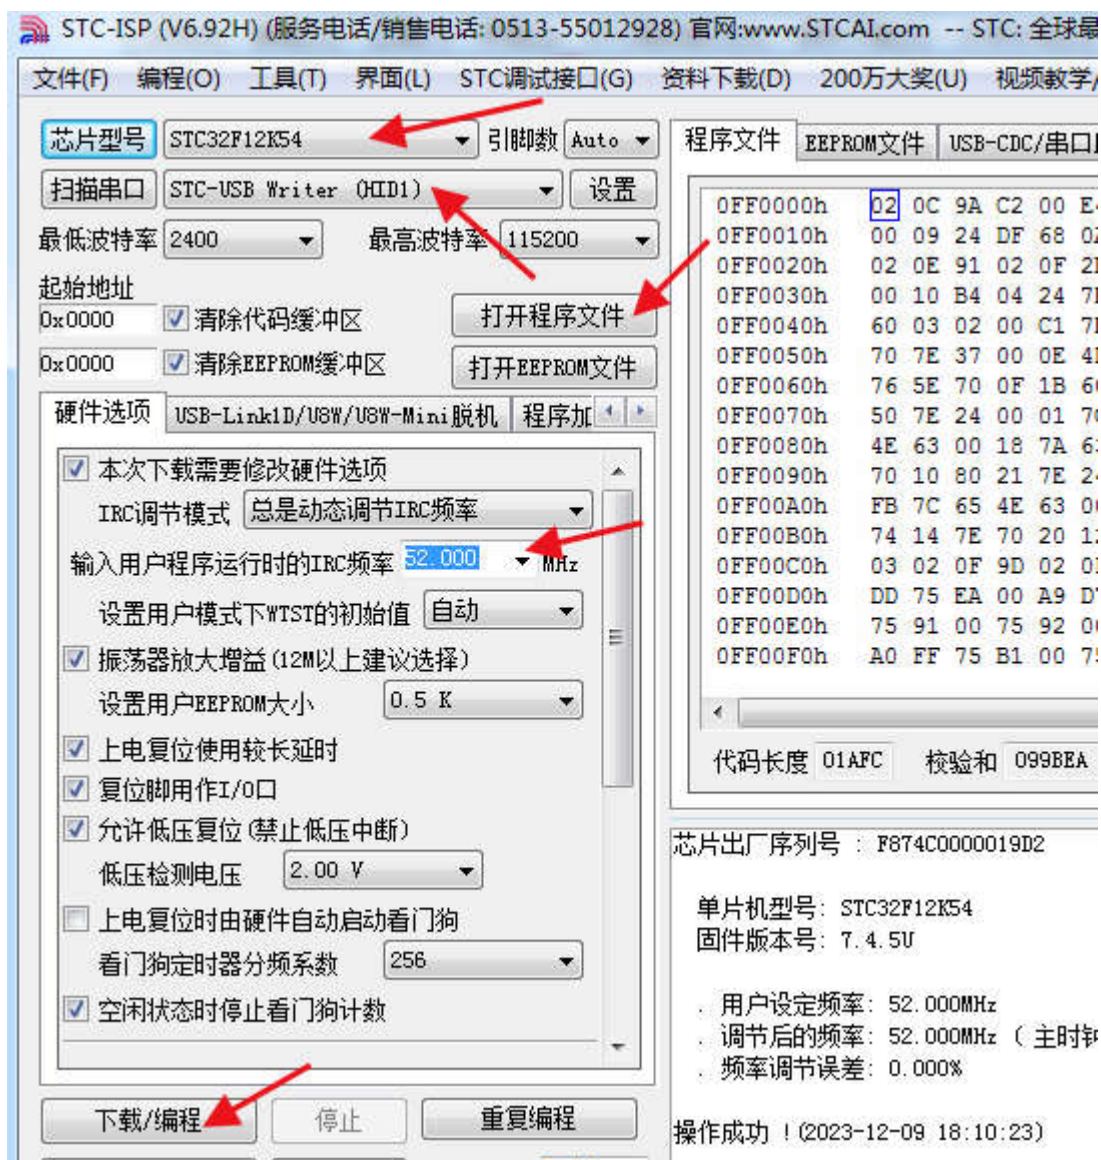 STC-ISP (V6.92H) (服务电话/销售电话: 0513-55012928) 官网:www.STCAI.com -- STC: 全球最
文件(F) 编程(O) 工具(T) 界面(L) STC调试接口(G) 资料下载(D) 200万大奖(U) 视频教学/
芯片型号 STC32F12K54 引脚数 Auto
扫描串口 STC-USB Writer (HID1) 设置
最低波特率 2400 最高波特率 115200
起始地址
0x0000 清除代码缓冲区 打开程序文件
0x0000 清除EEPROM缓冲区 打开EEPROM文件
硬件选项 USB-Link1D/U8W/U8W-Mini脱机 程序加
本次下载需要修改硬件选项
IRC调节模式 总是动态调节IRC频率
输入用户程序运行时的IRC频率 52.000 MHz
设置用户模式下WTST的初始值 自动
振荡器放大增益(12M以上建议选择)
设置用户EEPROM大小 0.5 K
上电复位使用较长延时
复位脚用作I/O口
允许低压复位(禁止低压中断)
低压检测电压 2.00 V
上电复位时由硬件自动启动看门狗
看门狗定时器分频系数 256
空闲状态时停止看门狗计数
下载/编程 停止 重复编程
程序文件 EEPROM文件 USB-CDC/串口
0FF0000h 02 0C 9A C2 00
0FF0010h 00 09 24 DF 68
0FF0020h 02 0E 91 02 0F
0FF0030h 00 10 B4 04 24
0FF0040h 60 03 02 00 C1
0FF0050h 70 7E 37 00 0E
0FF0060h 76 5E 70 0F 1B
0FF0070h 50 7E 24 00 01
0FF0080h 4E 63 00 18 7A
0FF0090h 70 10 80 21 7E
0FF00A0h FB 7C 65 4E 63
0FF00B0h 74 14 7E 70 20
0FF00C0h 03 02 0F 9D 02
0FF00D0h DD 75 EA 00 A9
0FF00E0h 75 91 00 75 92
0FF00F0h A0 FF 75 B1 00
代码长度 01AFC 校验和 099BEA
芯片出厂序列号 : F874C0000019D2
单片机型号: STC32F12K54
固件版本号: 7.4.5U
. 用户设定频率: 52.000MHz
. 调节后的频率: 52.000MHz ( 主时钟
. 频率调节误差: 0.000%
操作成功 !(2023-12-09 18:10:23)